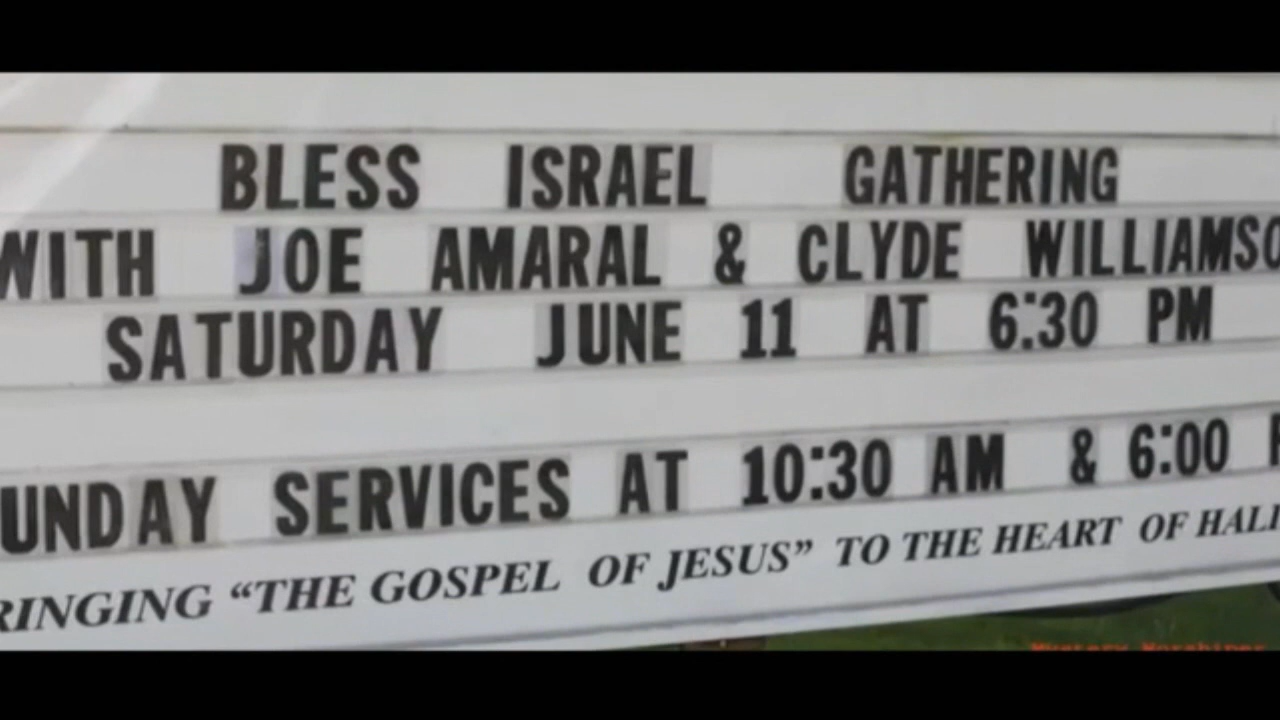 BLESS ISRAEL GATHERING
WITH JOE AMARAL & CLYDE WILLIAMSO
SATURDAY JUNE 11 AT 6:30 PM
UNDAY SERVICES AT 10:30 AM & 6:00 P
RINGING “THE GOSPEL OF JESUS” TO THE HEART OF HALI